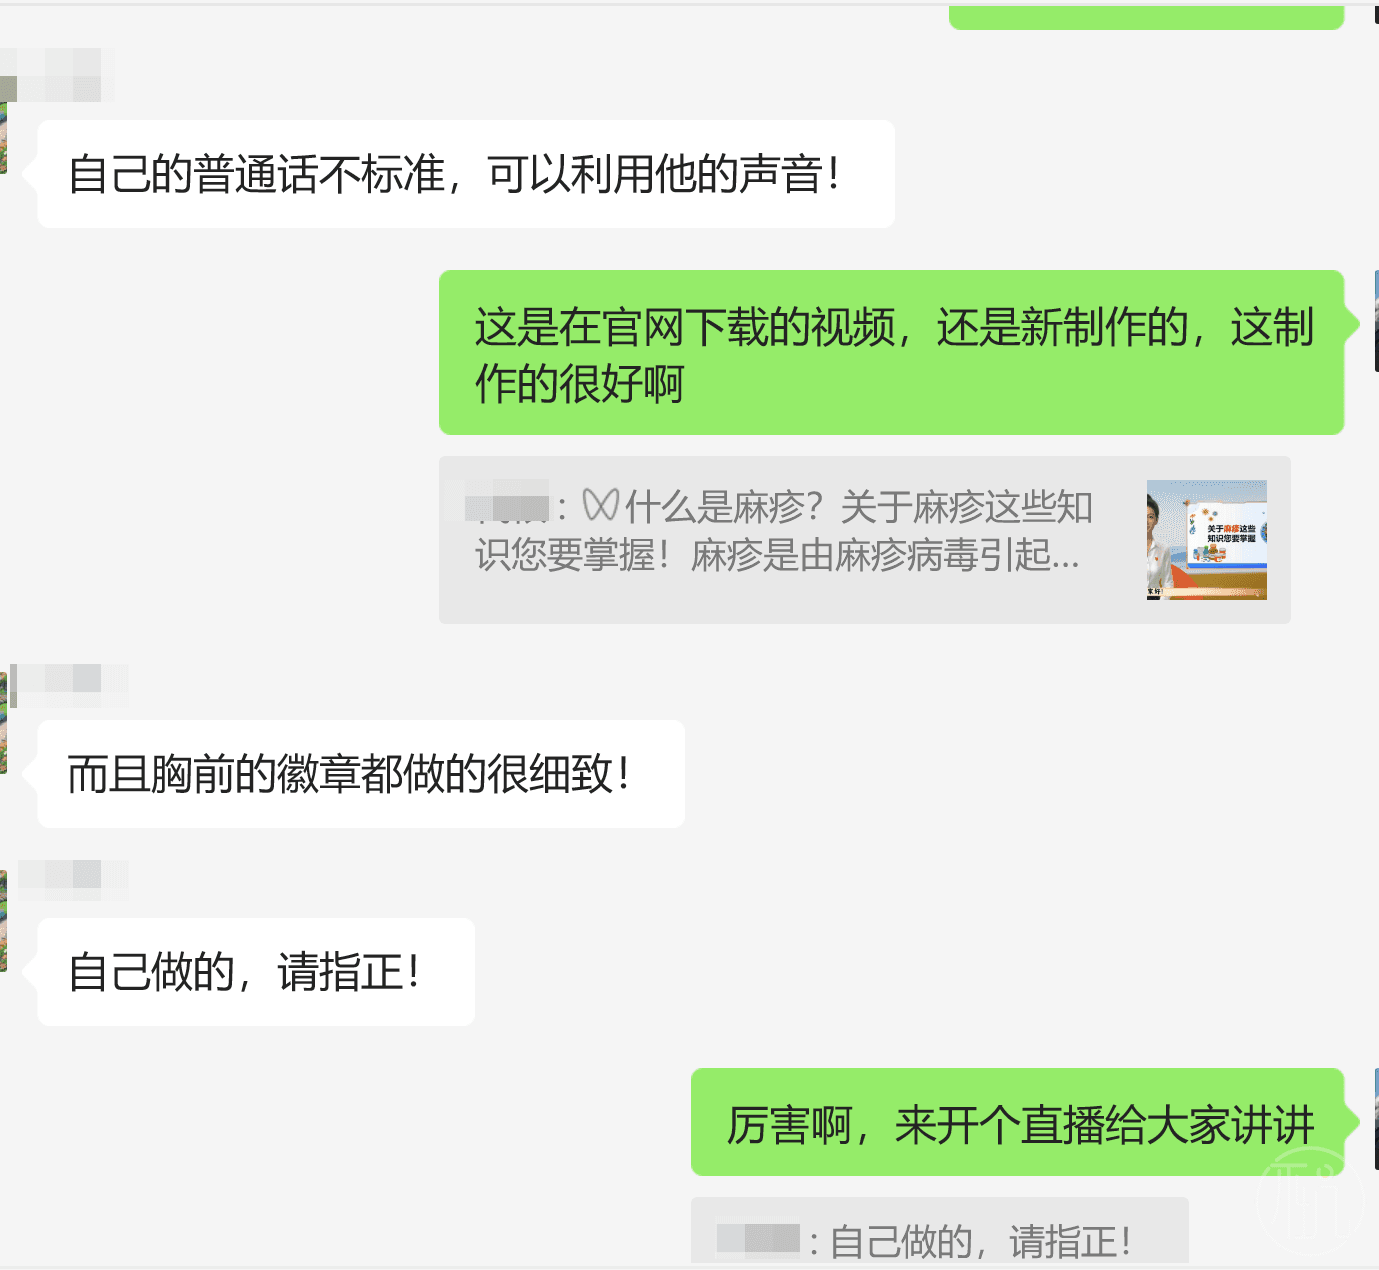 自己的普通话不标准，可以利用他的声音！
这是在官网下载的视频，还是新制作的，这制
作的很好啊
：什么是麻疹？关于麻疹这些知
识您要掌握！麻疹是由麻疹病毒引起...
关于麻疹这些
知识您要掌握
家好！
而且胸前的徽章都做的很细致！
自己做的，请指正！
厉害啊，来开个直播给大家讲讲
：自己做的，请指正！